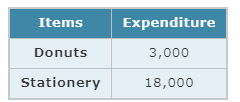 Items Expenditure
Donuts 3,000
Stationery 18,000